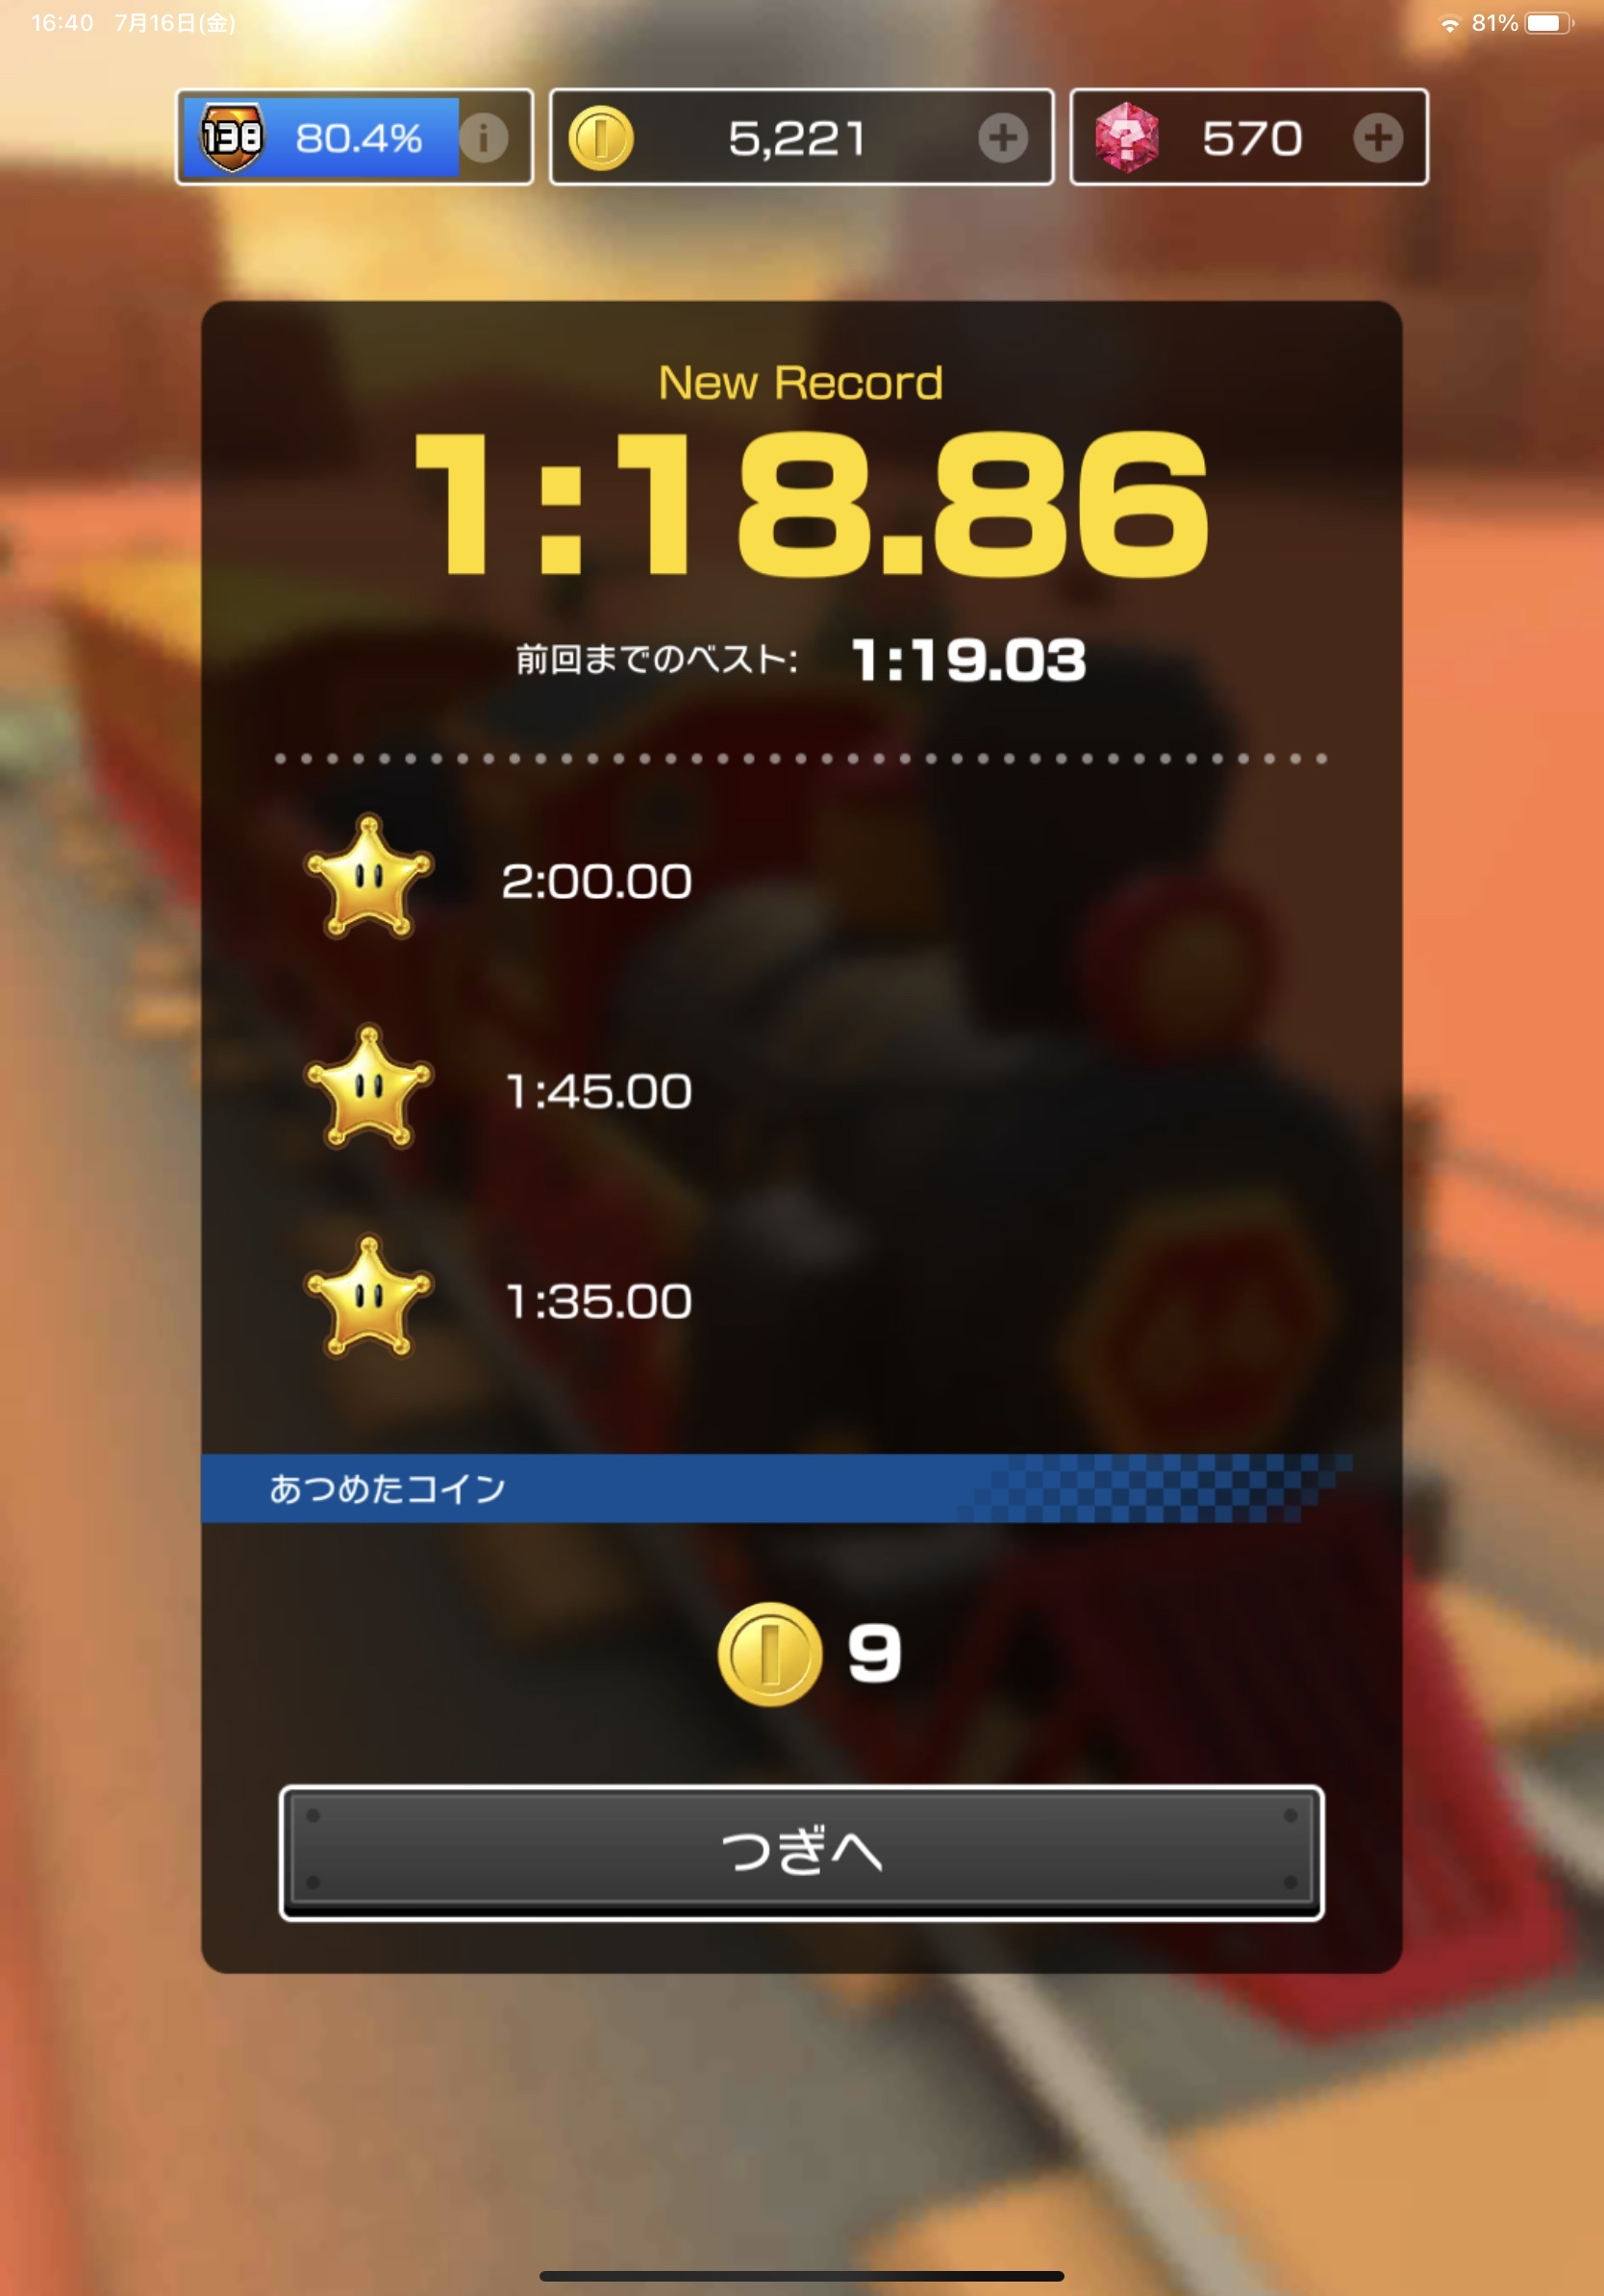 16:40 7月16日(金) 81%
138 80.4% i 5,221 + ? 570 +
New Record
1:18.86
前回までのベスト: 1:19.03
2:00.00
1:45.00
1:35.00
あつめたコイン
9
つぎへ